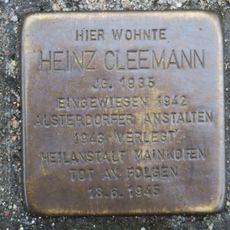 HIER WOHNTE
HEINZ CLEEMANN
JG. 1935
EINGEWIESEN 1942
ALSTERDORFER ANSTALTEN
1943 "VERLEGT"
HEILANSTALT MAINKOFEN
TOT AN FOLGEN
13.6.1945